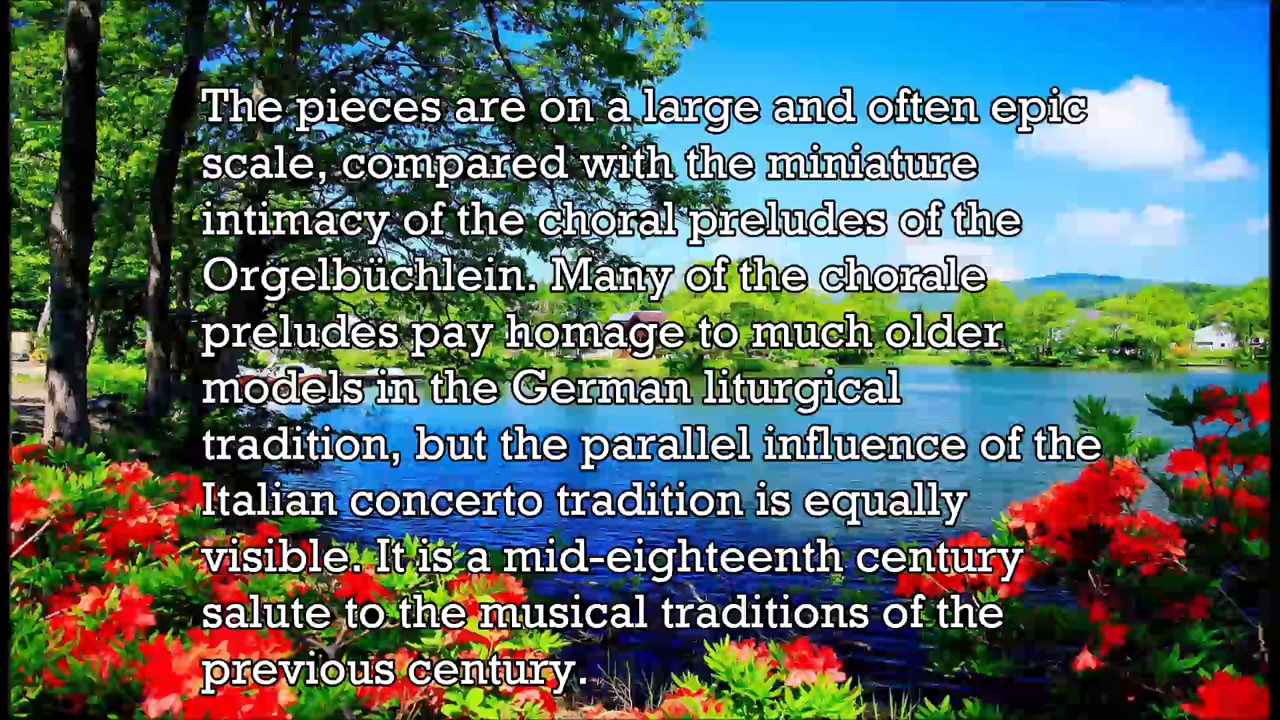 The pieces are on a large and often epic
scale, compared with the miniature
intimacy of the choral preludes of the
Orgelbüchlein. Many of the chorale
preludes pay homage to much older
models in the German liturgical
tradition, but the parallel influence of the
Italian concerto tradition is equally
visible. It is a mid-eighteenth century
salute to the musical traditions of the
previous century.